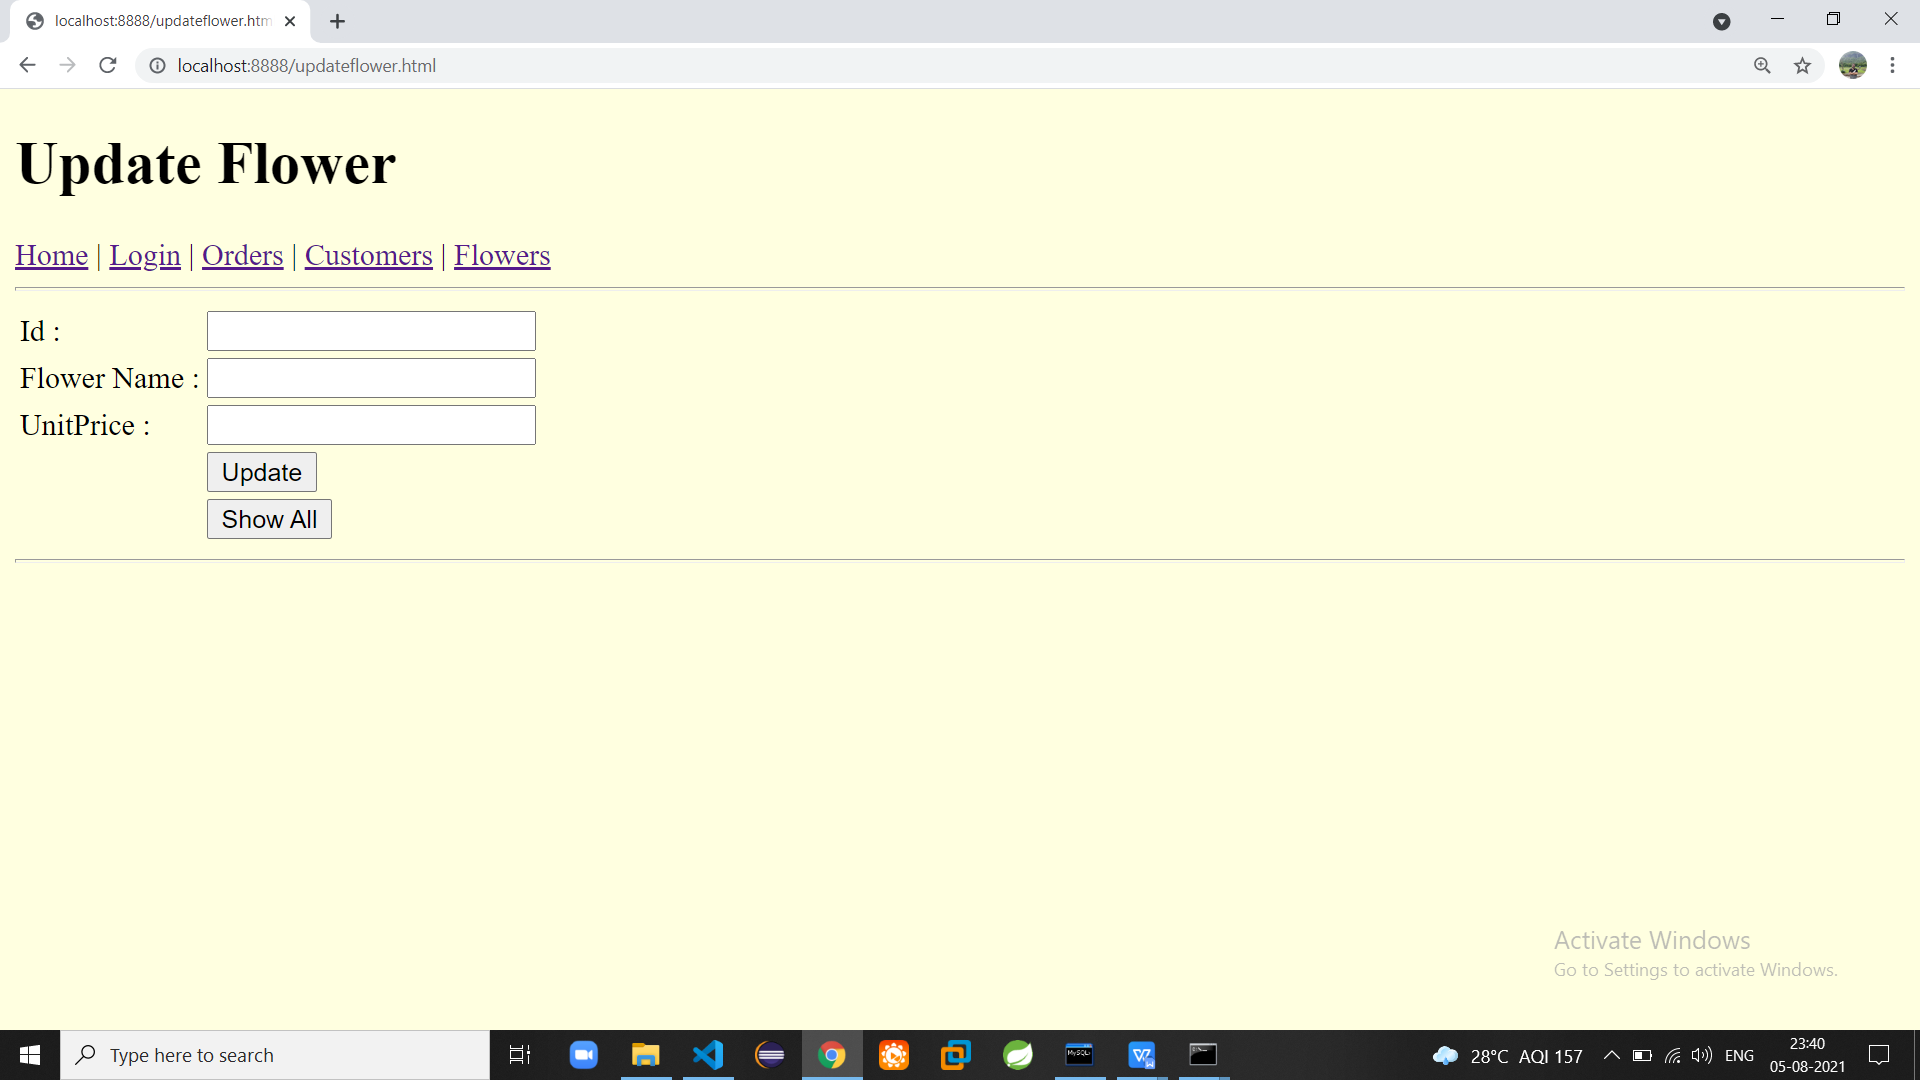 localhost:8888/updateflower.htm
localhost:8888/updateflower.html
Update Flower
Home | Login | Orders | Customers | Flowers
Id :
Flower Name :
UnitPrice :
Update
Show All
Activate Windows
Go to Settings to activate Windows.
Type here to search
28°C AQI 157
ENG
23:40
05-08-2021